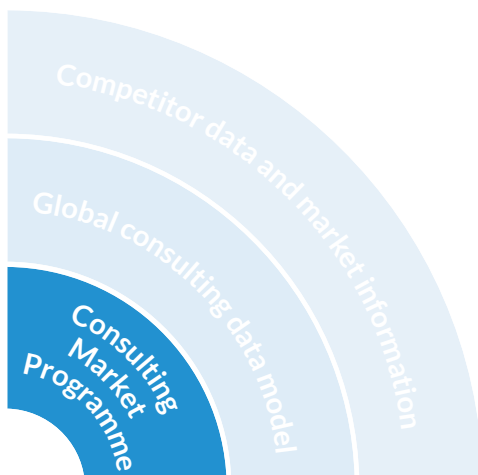 Competitor data and market information
Global consulting data model
Consulting
Market
Programme